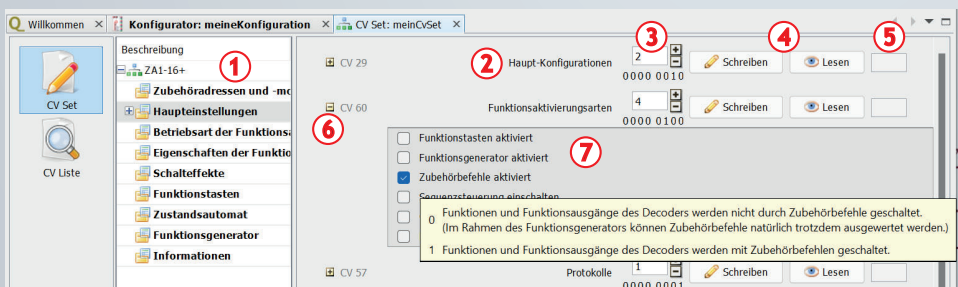 Willkommen × Konfigurator: meineKonfiguration × CV Set: meinCvSet ×
CV Set
CV Liste
Beschreibung
1
ZA1-16+
Zubehöradressen und -mo
Haupteinstellungen
Betriebsart der Funktionsa
Eigenschaften der Funktio
Schalteffekte
Funktionstasten
Zustandsautomat
Funktionsgenerator
Informationen
3 4 5
CV 29 2 Haupt-Konfigurationen 2 Schreiben Lesen
0000 0010
CV 60 Funktionsaktivierungsarten 4 Schreiben Lesen
0000 0100
6
7
Funktionstasten aktiviert
Funktionsgenerator aktiviert
Zubehörbefehle aktiviert
Sequenzsteuerung einschalten
0 Funktionen und Funktionsausgänge des Decoders werden nicht durch Zubehörbefehle geschaltet.
(Im Rahmen des Funktionsgenerators können Zubehörbefehle natürlich trotzdem ausgewertet werden.)
1 Funktionen und Funktionsausgänge des Decoders werden mit Zubehörbefehlen geschaltet.
CV 57 Protokolle 1 Schreiben Lesen
0000 0001